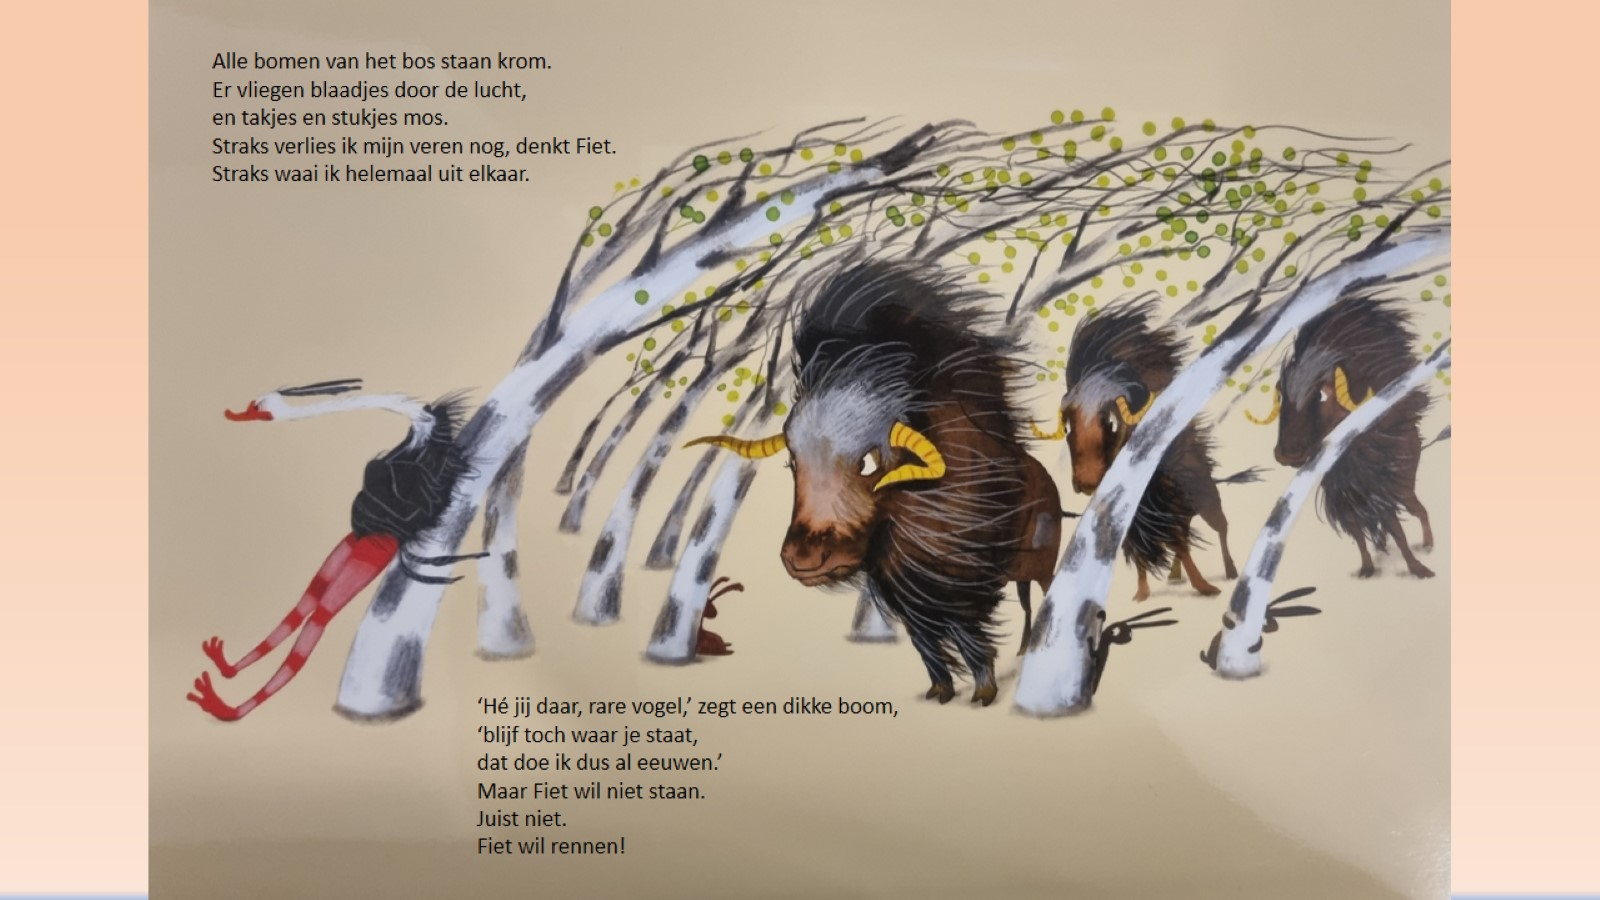 Alle bomen van het bos staan krom.
Er vliegen blaadjes door de lucht,
en takjes en stukjes mos.
Straks verlies ik mijn veren nog, denkt Fiet.
Straks waai ik helemaal uit elkaar.
‘Hé jij daar, rare vogel,’ zegt een dikke boom,
‘blijf toch waar je staat,
dat doe ik dus al eeuwen.’
Maar Fiet wil niet staan.
Juist niet.
Fiet wil rennen!